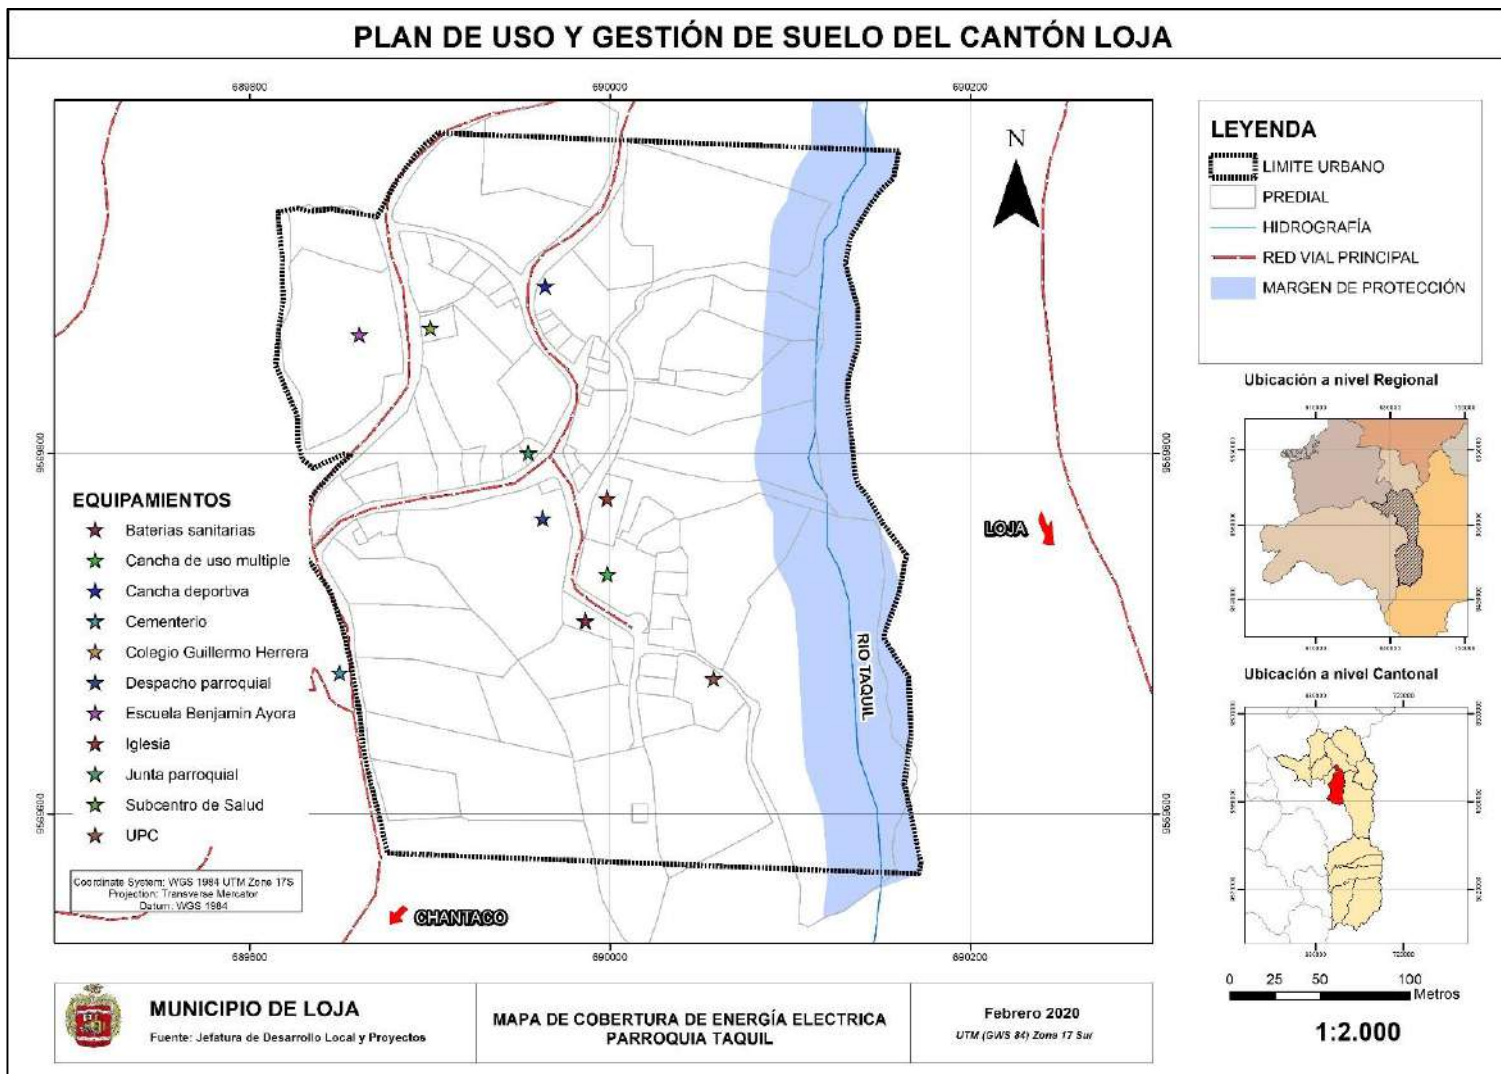 PLAN DE USO Y GESTIÓN DE SUELO DEL CANTÓN LOJA
689800
690000
690200
N
9569800
9569800
LOJA
RIO TAQUIL
EQUIPAMIENTOS
Baterias sanitarias
Cancha de uso multiple
Cancha deportiva
Cementerio
Colegio Guillermo Herrera
Despacho parroquial
Escuela Benjamin Ayora
Iglesia
Junta parroquial
Subcentro de Salud
UPC
9569600
9569600
Coordinate System: WGS 1984 UTM Zone 17S
Projection: Transverse Mercator
Datum: WGS 1984
CHANTACO
689800
690000
690200
LEYENDA
LIMITE URBANO
PREDIAL
HIDROGRAFÍA
RED VIAL PRINCIPAL
MARGEN DE PROTECCIÓN
Ubicación a nivel Regional
Ubicación a nivel Cantonal
0 25 50 100
Metros
1:2.000
MUNICIPIO DE LOJA
Fuente: Jefatura de Desarrollo Local y Proyectos
MAPA DE COBERTURA DE ENERGÍA ELECTRICA
PARROQUIA TAQUIL
Febrero 2020
UTM (GWS 84) Zona 17 Sur